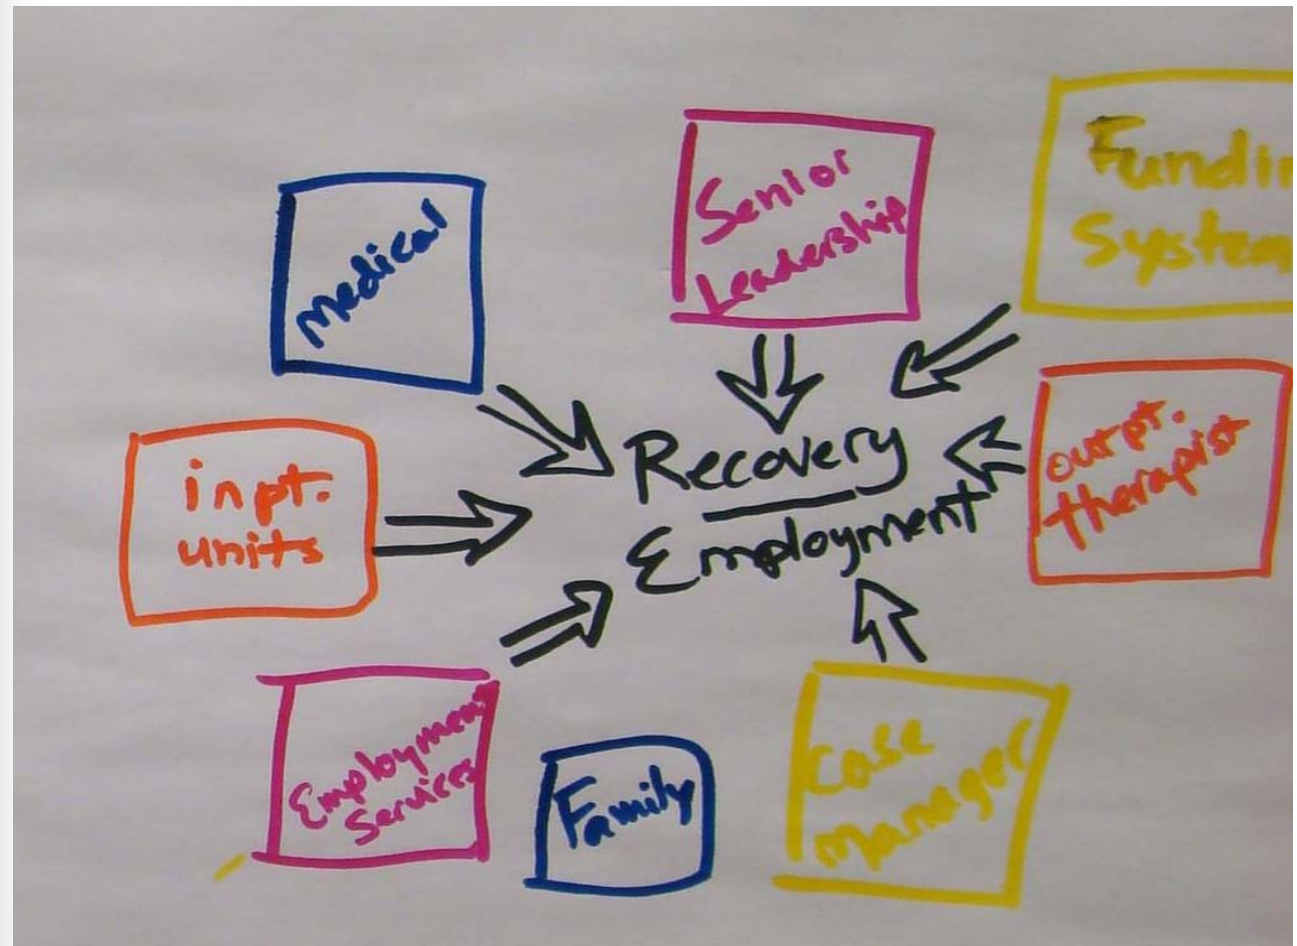 Senior
Leadership
Fundin
System
Medical
Recovery
Employment
inpt.
units
outpt.
therapist
Employment
Services
Family
Case
Manager